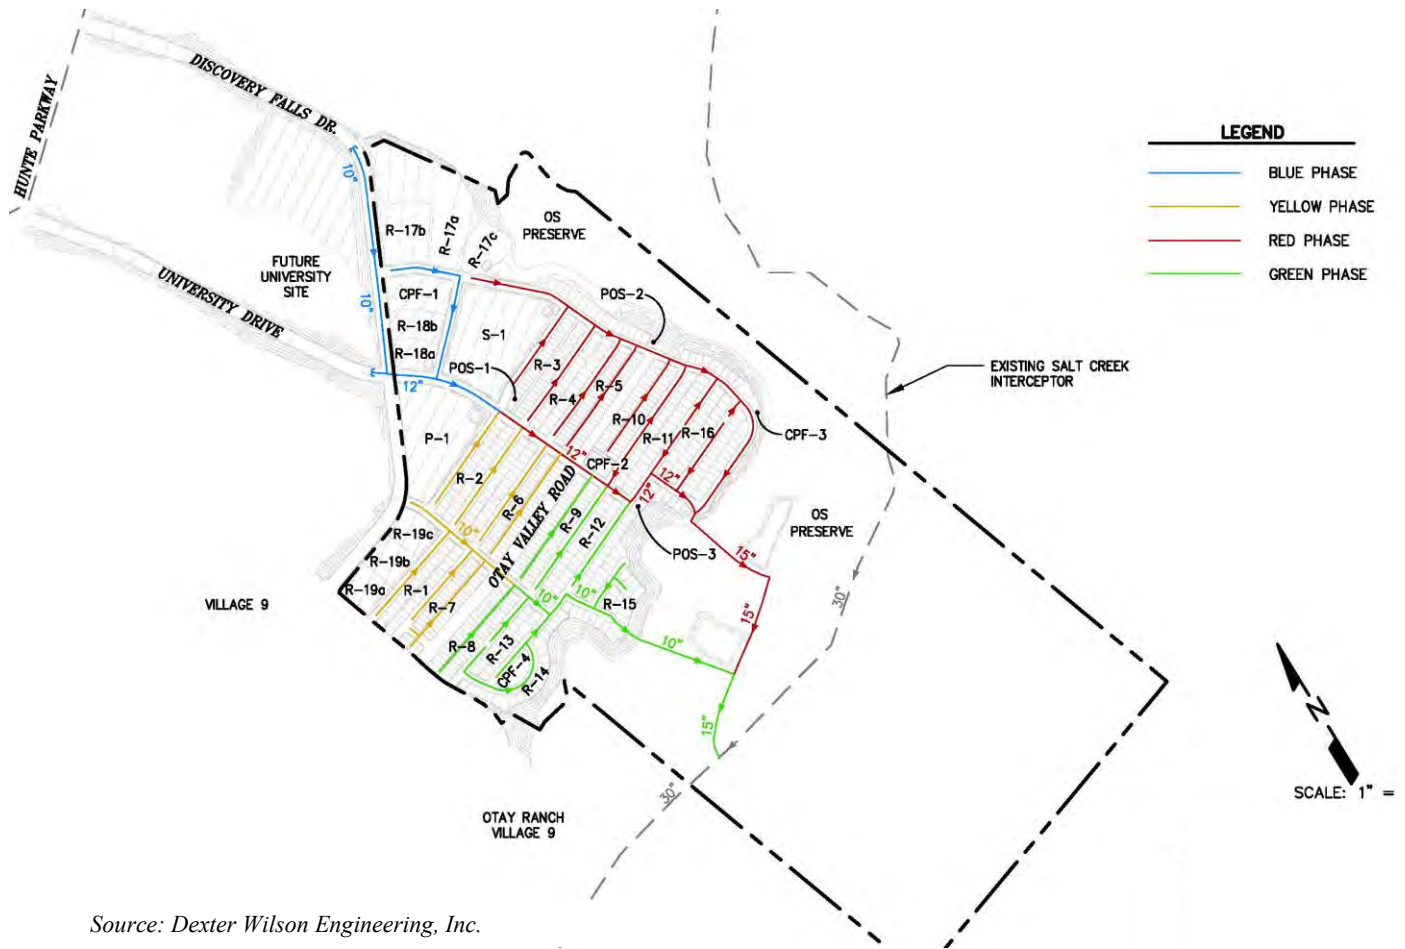 DISCOVERY FALLS DR.
HUNTE PARKWAY
UNIVERSITY DRIVE
FUTURE
UNIVERSITY
SITE
10"
10"
12"
R-17b
R-17a
R-17c
OS
PRESERVE
CPF-1
R-18b
R-18a
S-1
POS-1
POS-2
R-3
R-4
R-5
R-10
R-11
R-16
CPF-3
P-1
R-2
R-6
12"
CPF-2
12"
12"
OTAY VALLEY ROAD
R-9
R-12
POS-3
OS
PRESERVE
15"
15"
R-19c
R-19b
R-19a
10"
R-1
R-7
10"
10"
R-15
10"
R-8
R-13
CPF-4
R-14
15"
30"
30"
VILLAGE 9
OTAY RANCH
VILLAGE 9
EXISTING SALT CREEK
INTERCEPTOR
LEGEND
BLUE PHASE
YELLOW PHASE
RED PHASE
GREEN PHASE
N
SCALE: 1" =
Source: Dexter Wilson Engineering, Inc.